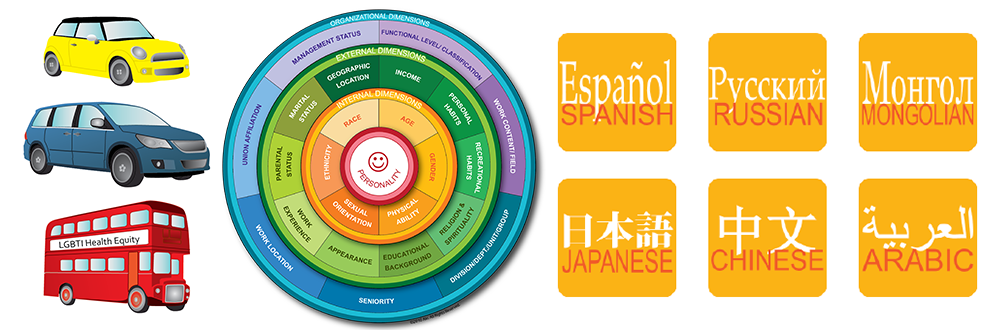 LGBTI Health Equity
ORGANIZATIONAL DIMENSIONS
MANAGEMENT STATUS
FUNCTIONAL LEVEL/ CLASSIFICATION
UNION AFFILIATION
WORK CONTENT/ FIELD
WORK LOCATION
DIVISION/DEPT/UNIT/GROUP
SENIORITY
EXTERNAL DIMENSIONS
GEOGRAPHIC
LOCATION
INCOME
MARITAL
STATUS
PERSONAL
HABITS
PARENTAL
STATUS
RECREATIONAL
HABITS
WORK
EXPERIENCE
RELIGION &
SPIRITUALITY
APPEARANCE
EDUCATIONAL
BACKGROUND
INTERNAL DIMENSIONS
RACE
AGE
ETHNICITY
GENDER
SEXUAL
ORIENTATION
PHYSICAL
ABILITY
PERSONALITY
Español
SPANISH
Русский
RUSSIAN
Монгол
MONGOLIAN
日本語
JAPANESE
中文
CHINESE
العربية
ARABIC